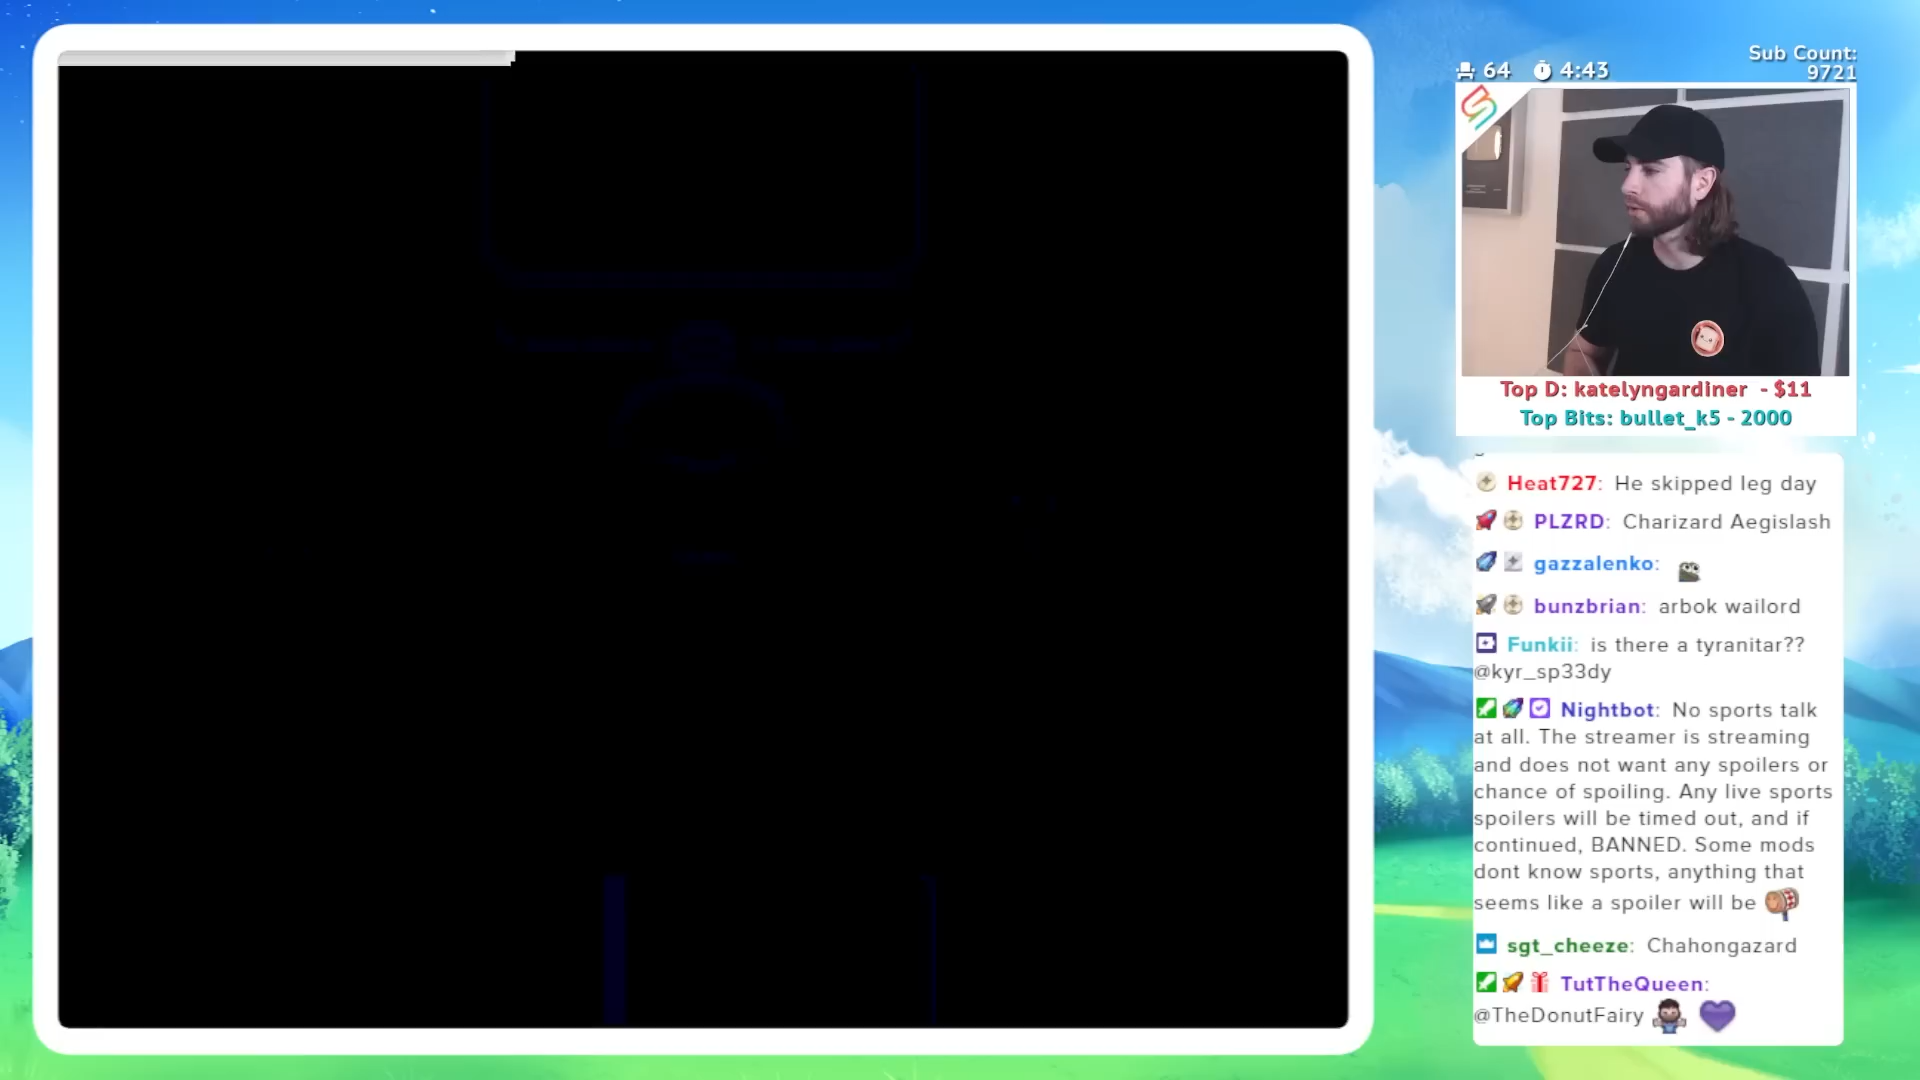 64 4:43
Sub Count:
9721
Top D: katelyngardiner - $11
Top Bits: bullet_k5 - 2000
Heat727: He skipped leg day
PLZRD: Charizard Aegislash
gazzalenko:
bunzbrian: arbok wailord
Funkii: is there a tyranitar??
@kyr_sp33dy
Nightbot: No sports talk
at all. The streamer is streaming
and does not want any spoilers or
chance of spoiling. Any live sports
spoilers will be timed out, and if
continued, BANNED. Some mods
dont know sports, anything that
seems like a spoiler will be
sgt_cheeze: Chahongazard
TutTheQueen:
@TheDonutFairy